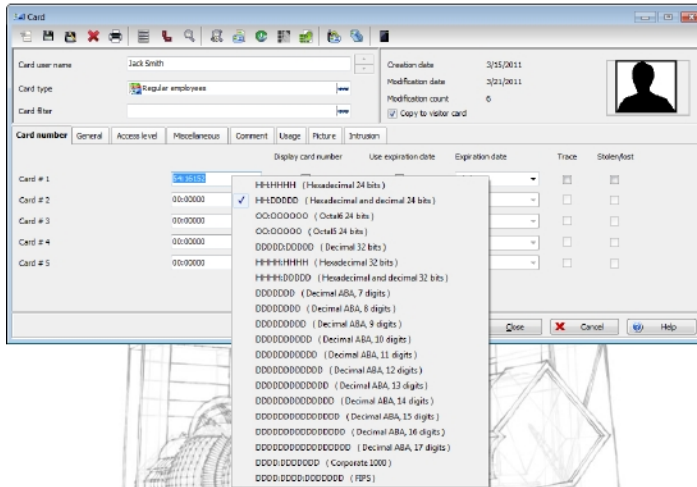 Card
Card user name
Jack Smith
Card type
Regular employees
Card filter
Creation date 3/15/2011
Modification date 3/21/2011
Modification count 6
Copy to visitor card
Card number General Access level Miscellaneous Comment Usage Picture Intrusion
Display card number Use expiration date Expiration date Trace Stolen/lost
Card # 1 54:16152
Card # 2 00:00000
Card # 3 00:00000
Card # 4 00:00000
Card # 5 00:00000
HH:HHHH (Hexadecimal 24 bits)
HH:DDDDD (Hexadecimal and decimal 24 bits)
OO:OOOOOO (Octal6 24 bits)
OO:OOOOO (Octal5 24 bits)
DDDDD:DDDDD (Decimal 32 bits)
HHHH:HHHH (Hexadecimal 32 bits)
HHHH:DDDDD (Hexadecimal and decimal 32 bits)
DDDDDDD (Decimal ABA, 7 digits)
DDDDDDDD (Decimal ABA, 8 digits)
DDDDDDDDD (Decimal ABA, 9 digits)
DDDDDDDDDD (Decimal ABA, 10 digits)
DDDDDDDDDDD (Decimal ABA, 11 digits)
DDDDDDDDDDDD (Decimal ABA, 12 digits)
DDDDDDDDDDDDD (Decimal ABA, 13 digits)
DDDDDDDDDDDDDD (Decimal ABA, 14 digits)
DDDDDDDDDDDDDDD (Decimal ABA, 15 digits)
DDDDDDDDDDDDDDDD (Decimal ABA, 16 digits)
DDDDDDDDDDDDDDDDD (Decimal ABA, 17 digits)
DDDD:DDDDDDD (Corporate 1000)
DDDD:DDDD:DDDDDDD (FIPS)
Close Cancel Help